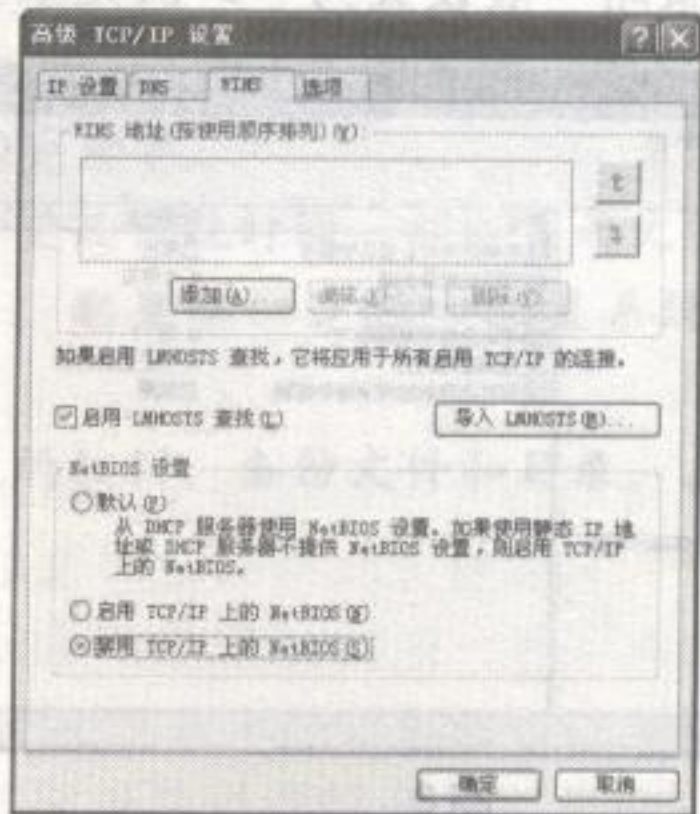 高级 TCP/IP 设置
IP 设置 DNS WINS 选项
WINS 地址(按使用顺序排列)(W):
添加(A)... 编辑(E)... 删除(V)
如果启用 LMHOSTS 查找，它将应用于所有启用 TCP/IP 的连接。
启用 LMHOSTS 查找(L) 导入 LMHOSTS(M)...
NetBIOS 设置
默认(F)
从 DHCP 服务器使用 NetBIOS 设置。如果使用静态 IP 地
址或 DHCP 服务器不提供 NetBIOS 设置，则启用 TCP/IP
上的 NetBIOS。
启用 TCP/IP 上的 NetBIOS(N)
禁用 TCP/IP 上的 NetBIOS(S)
确定 取消